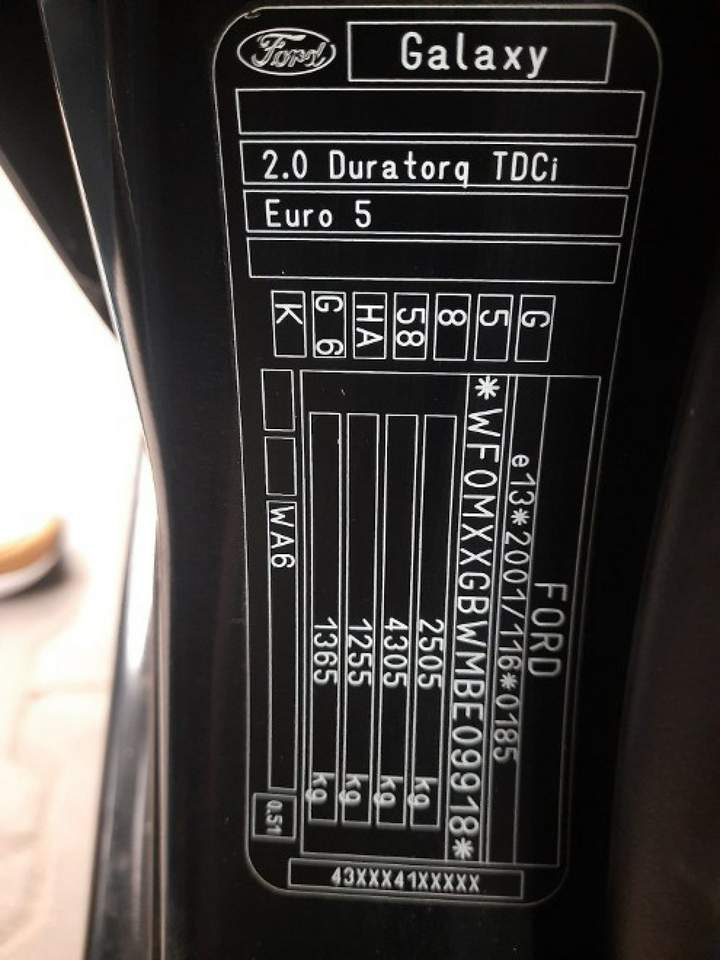 Ford
Galaxy
2.0 Duratorq TDCi
Euro 5
K G 6 HA 58 8 5 G
FORD
e13*2001/116*0185
*WF0MXXGBWMBE09918*
2505 kg
4305 kg
1255 kg
1365 kg
WA6
0.51
43XXX41XXXXX